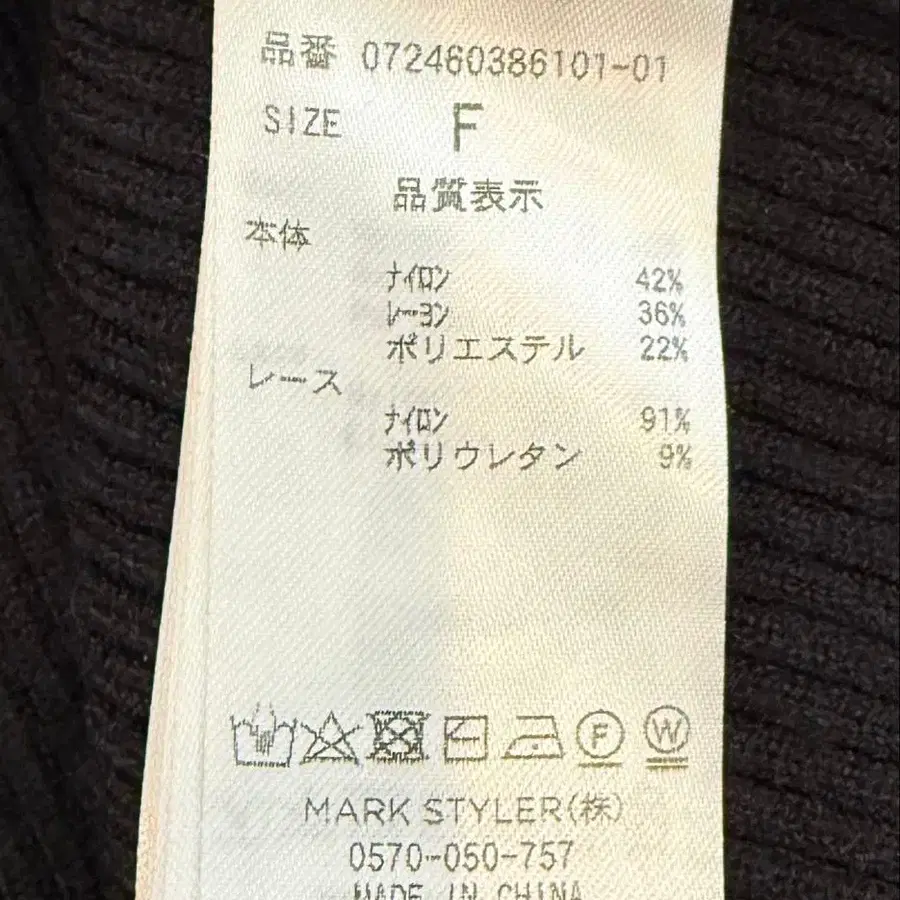 品番 072460386101-01
SIZE F
品質表示
本体
ナイロン 42%
レーヨン 36%
ポリエステル 22%
レース
ナイロン 91%
ポリウレタン 9%
F W
MARK STYLER(株)
0570-050-757
MADE IN CHINA